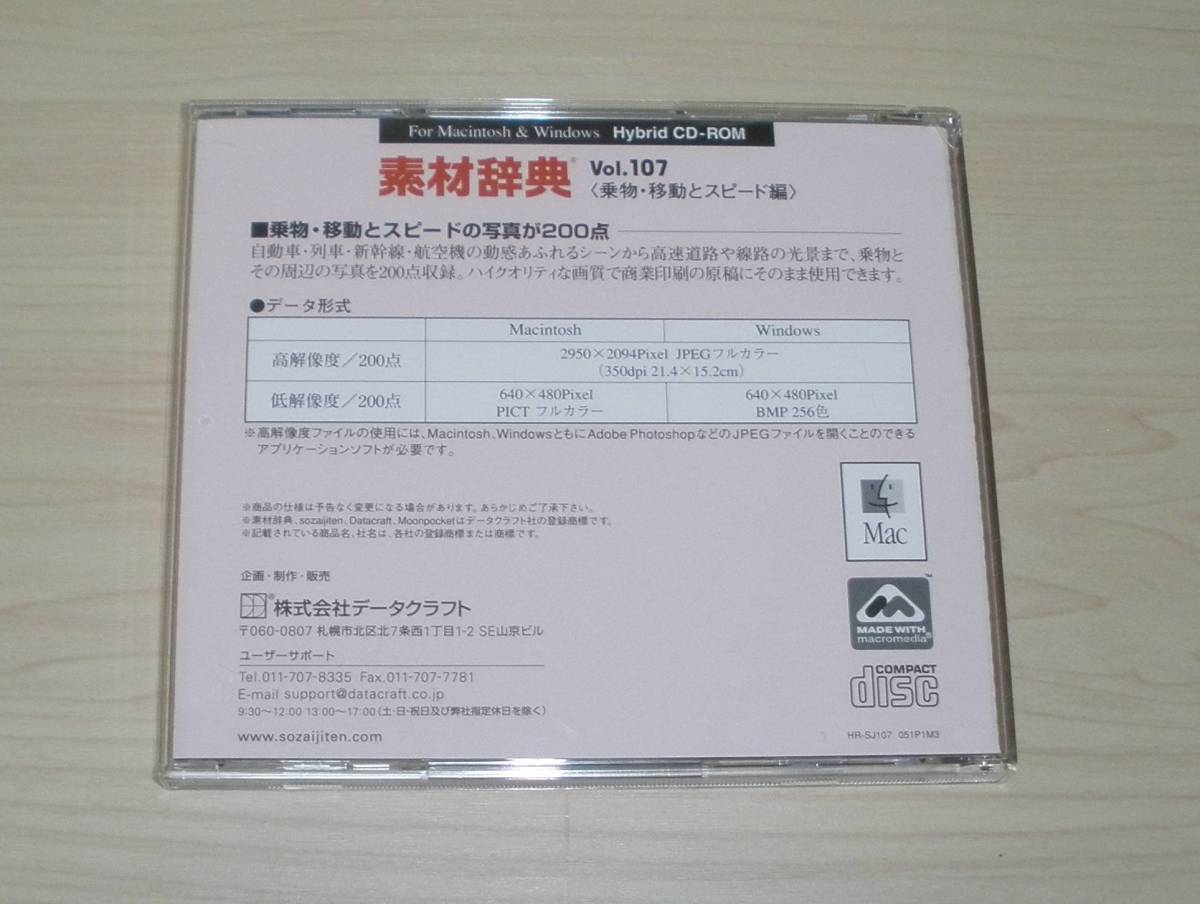 For Macintosh & Windows Hybrid CD-ROM
素材辞典® Vol.107
〈乗物・移動とスピード編〉
■乗物・移動とスピードの写真が200点
自動車・列車・新幹線・航空機の動感あふれるシーンから高速道路や線路の光景まで、乗物と
その周辺の写真を200点収録。ハイクオリティな画質で商業印刷の原稿にそのまま使用できます。
●データ形式
Macintosh Windows
高解像度/200点 2950×2094Pixel JPEGフルカラー
(350dpi 21.4×15.2cm)
低解像度/200点 640×480Pixel 640×480Pixel
PICT フルカラー BMP 256色
※高解像度ファイルの使用には、Macintosh、WindowsともにAdobe PhotoshopなどのJPEGファイルを開くことのできる
アプリケーションソフトが必要です。
※商品の仕様は予告なく変更になる場合があります。あらかじめご了承下さい。
※素材辞典、sozaijiten、Datacraft、Moonpocketはデータクラフト社の登録商標です。
※記載されている商品名、社名は、各社の登録商標または商標です。
Mac
企画・制作・販売
®株式会社データクラフト
〒060-0807 札幌市北区北7条西1丁目1-2 SE山京ビル
MADE WITH
macromedia®
™
ユーザーサポート
Tel.011-707-8335 Fax.011-707-7781
E-mail support@datacraft.co.jp
9:30〜12:00 13:00〜17:00(土・日・祝日及び弊社指定休日を除く)
COMPACT
disc
www.sozaijiten.com
HR-SJ107 051P1M3